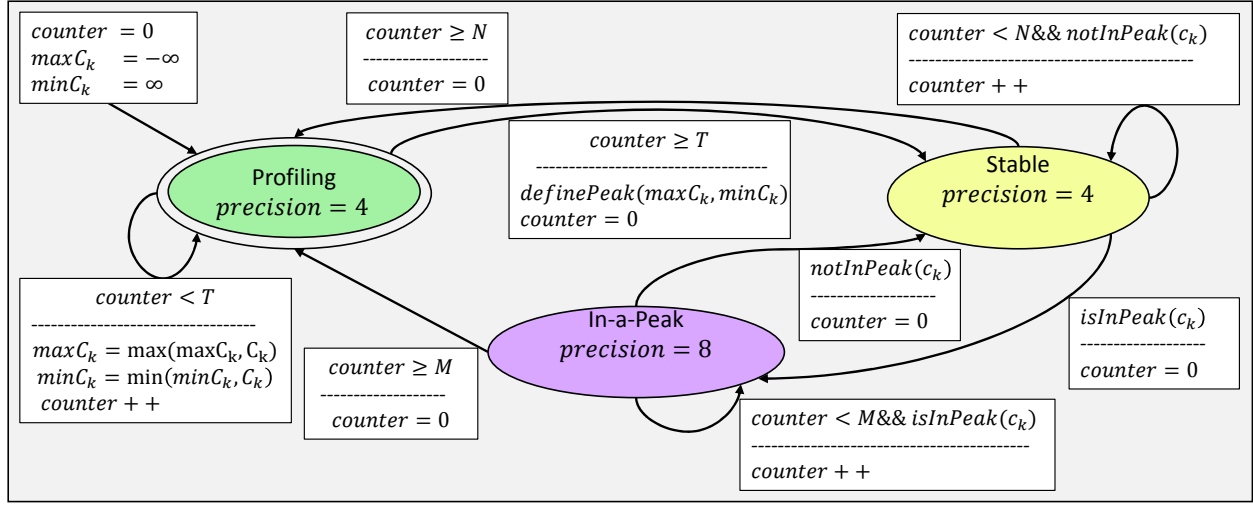 counter = 0
maxC_k = −∞
minC_k = ∞
counter ≥ N
-------------------
counter = 0
counter < N&& notInPeak(c_k)
-------------------------------------------
counter + +
counter ≥ T
-----------------------------------
definePeak(maxC_k, minC_k)
counter = 0
Profiling
precision = 4
Stable
precision = 4
counter < T
----------------------------------
maxC_k = max(maxC_k, C_k)
minC_k = min(minC_k, C_k)
counter + +
counter ≥ M
-------------------
counter = 0
In-a-Peak
precision = 8
notInPeak(c_k)
-------------------
counter = 0
isInPeak(c_k)
-------------------
counter = 0
counter < M&& isInPeak(c_k)
------------------------------------------
counter + +